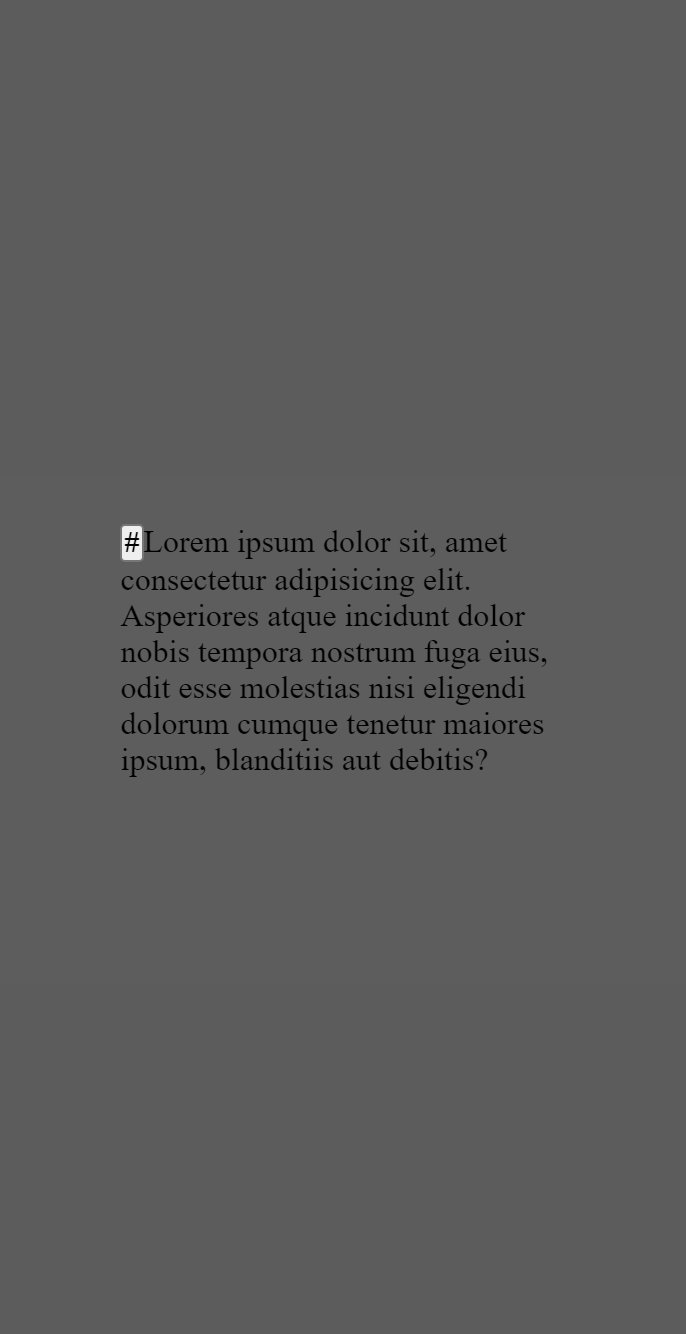 #Lorem ipsum dolor sit, amet
consectetur adipisicing elit.
Asperiores atque incidunt dolor
nobis tempora nostrum fuga eius,
odit esse molestias nisi eligendi
dolorum cumque tenetur maiores
ipsum, blanditiis aut debitis?